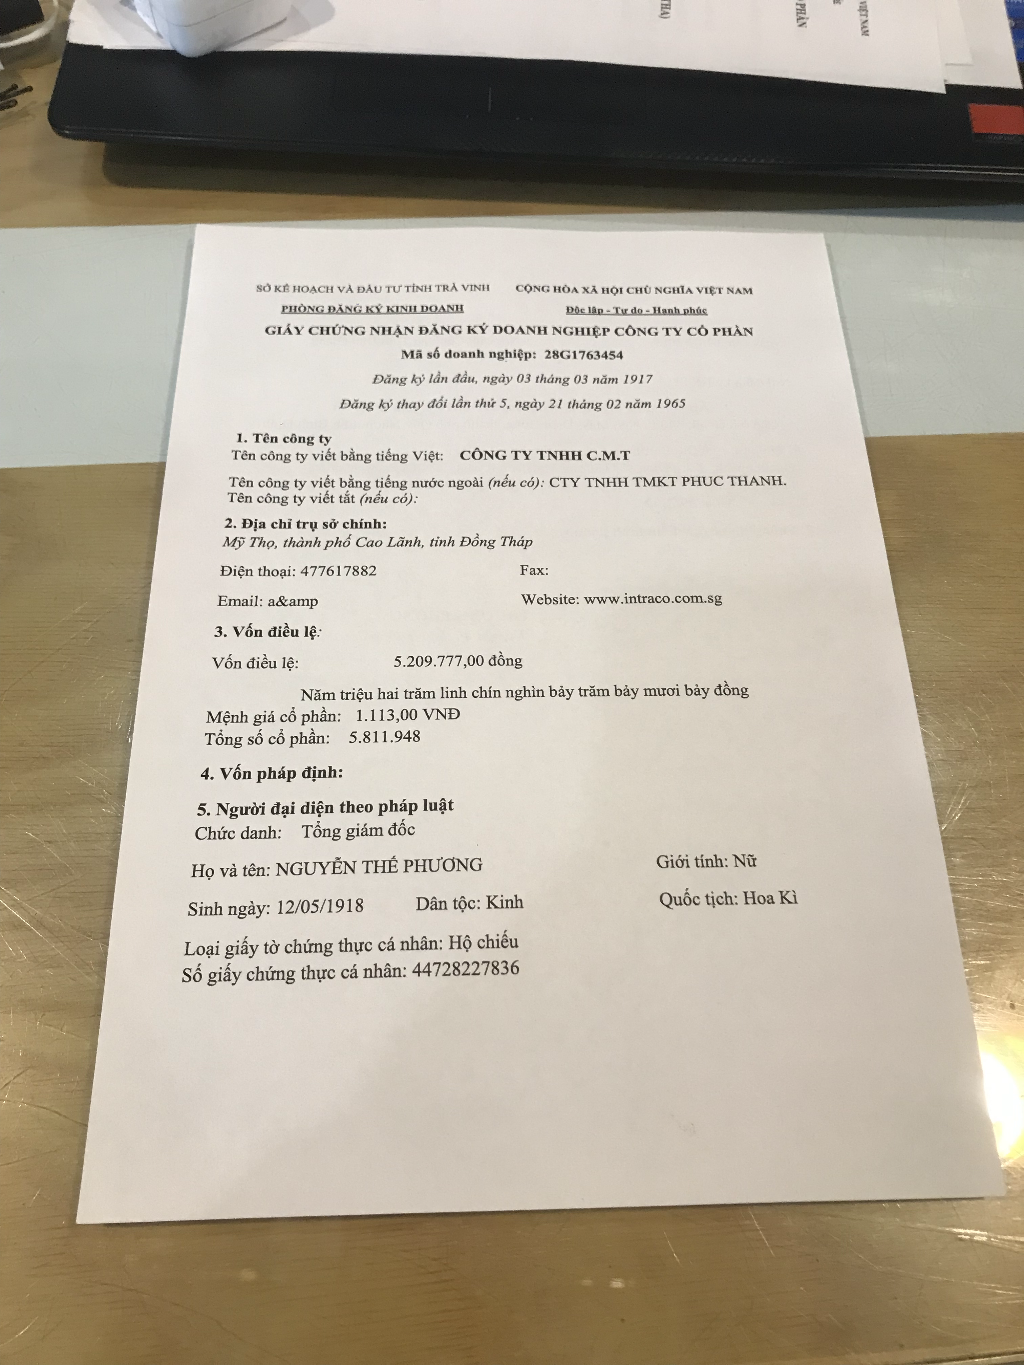 THA)
PHẦN
VIỆT NAM
SỞ KẾ HOẠCH VÀ ĐẦU TƯ TỈNH TRÀ VINH CỘNG HÒA XÃ HỘI CHỦ NGHĨA VIỆT NAM
PHÒNG ĐĂNG KÝ KINH DOANH Độc lập - Tự do - Hạnh phúc
GIẤY CHỨNG NHẬN ĐĂNG KÝ DOANH NGHIỆP CÔNG TY CỔ PHẦN
Mã số doanh nghiệp: 28G1763454
Đăng ký lần đầu, ngày 03 tháng 03 năm 1917
Đăng ký thay đổi lần thứ 5, ngày 21 tháng 02 năm 1965
1. Tên công ty
Tên công ty viết bằng tiếng Việt: CÔNG TY TNHH C.M.T
Tên công ty viết bằng tiếng nước ngoài (nếu có): CTY TNHH TMKT PHUC THANH.
Tên công ty viết tắt (nếu có):
2. Địa chỉ trụ sở chính:
Mỹ Thọ, thành phố Cao Lãnh, tỉnh Đồng Tháp
Điện thoại: 477617882 Fax:
Email: a&amp Website: www.intraco.com.sg
3. Vốn điều lệ:
Vốn điều lệ: 5.209.777,00 đồng
Năm triệu hai trăm linh chín nghìn bảy trăm bảy mươi bảy đồng
Mệnh giá cổ phần: 1.113,00 VNĐ
Tổng số cổ phần: 5.811.948
4. Vốn pháp định:
5. Người đại diện theo pháp luật
Chức danh: Tổng giám đốc
Họ và tên: NGUYỄN THẾ PHƯƠNG Giới tính: Nữ
Sinh ngày: 12/05/1918 Dân tộc: Kinh Quốc tịch: Hoa Kì
Loại giấy tờ chứng thực cá nhân: Hộ chiếu
Số giấy chứng thực cá nhân: 44728227836